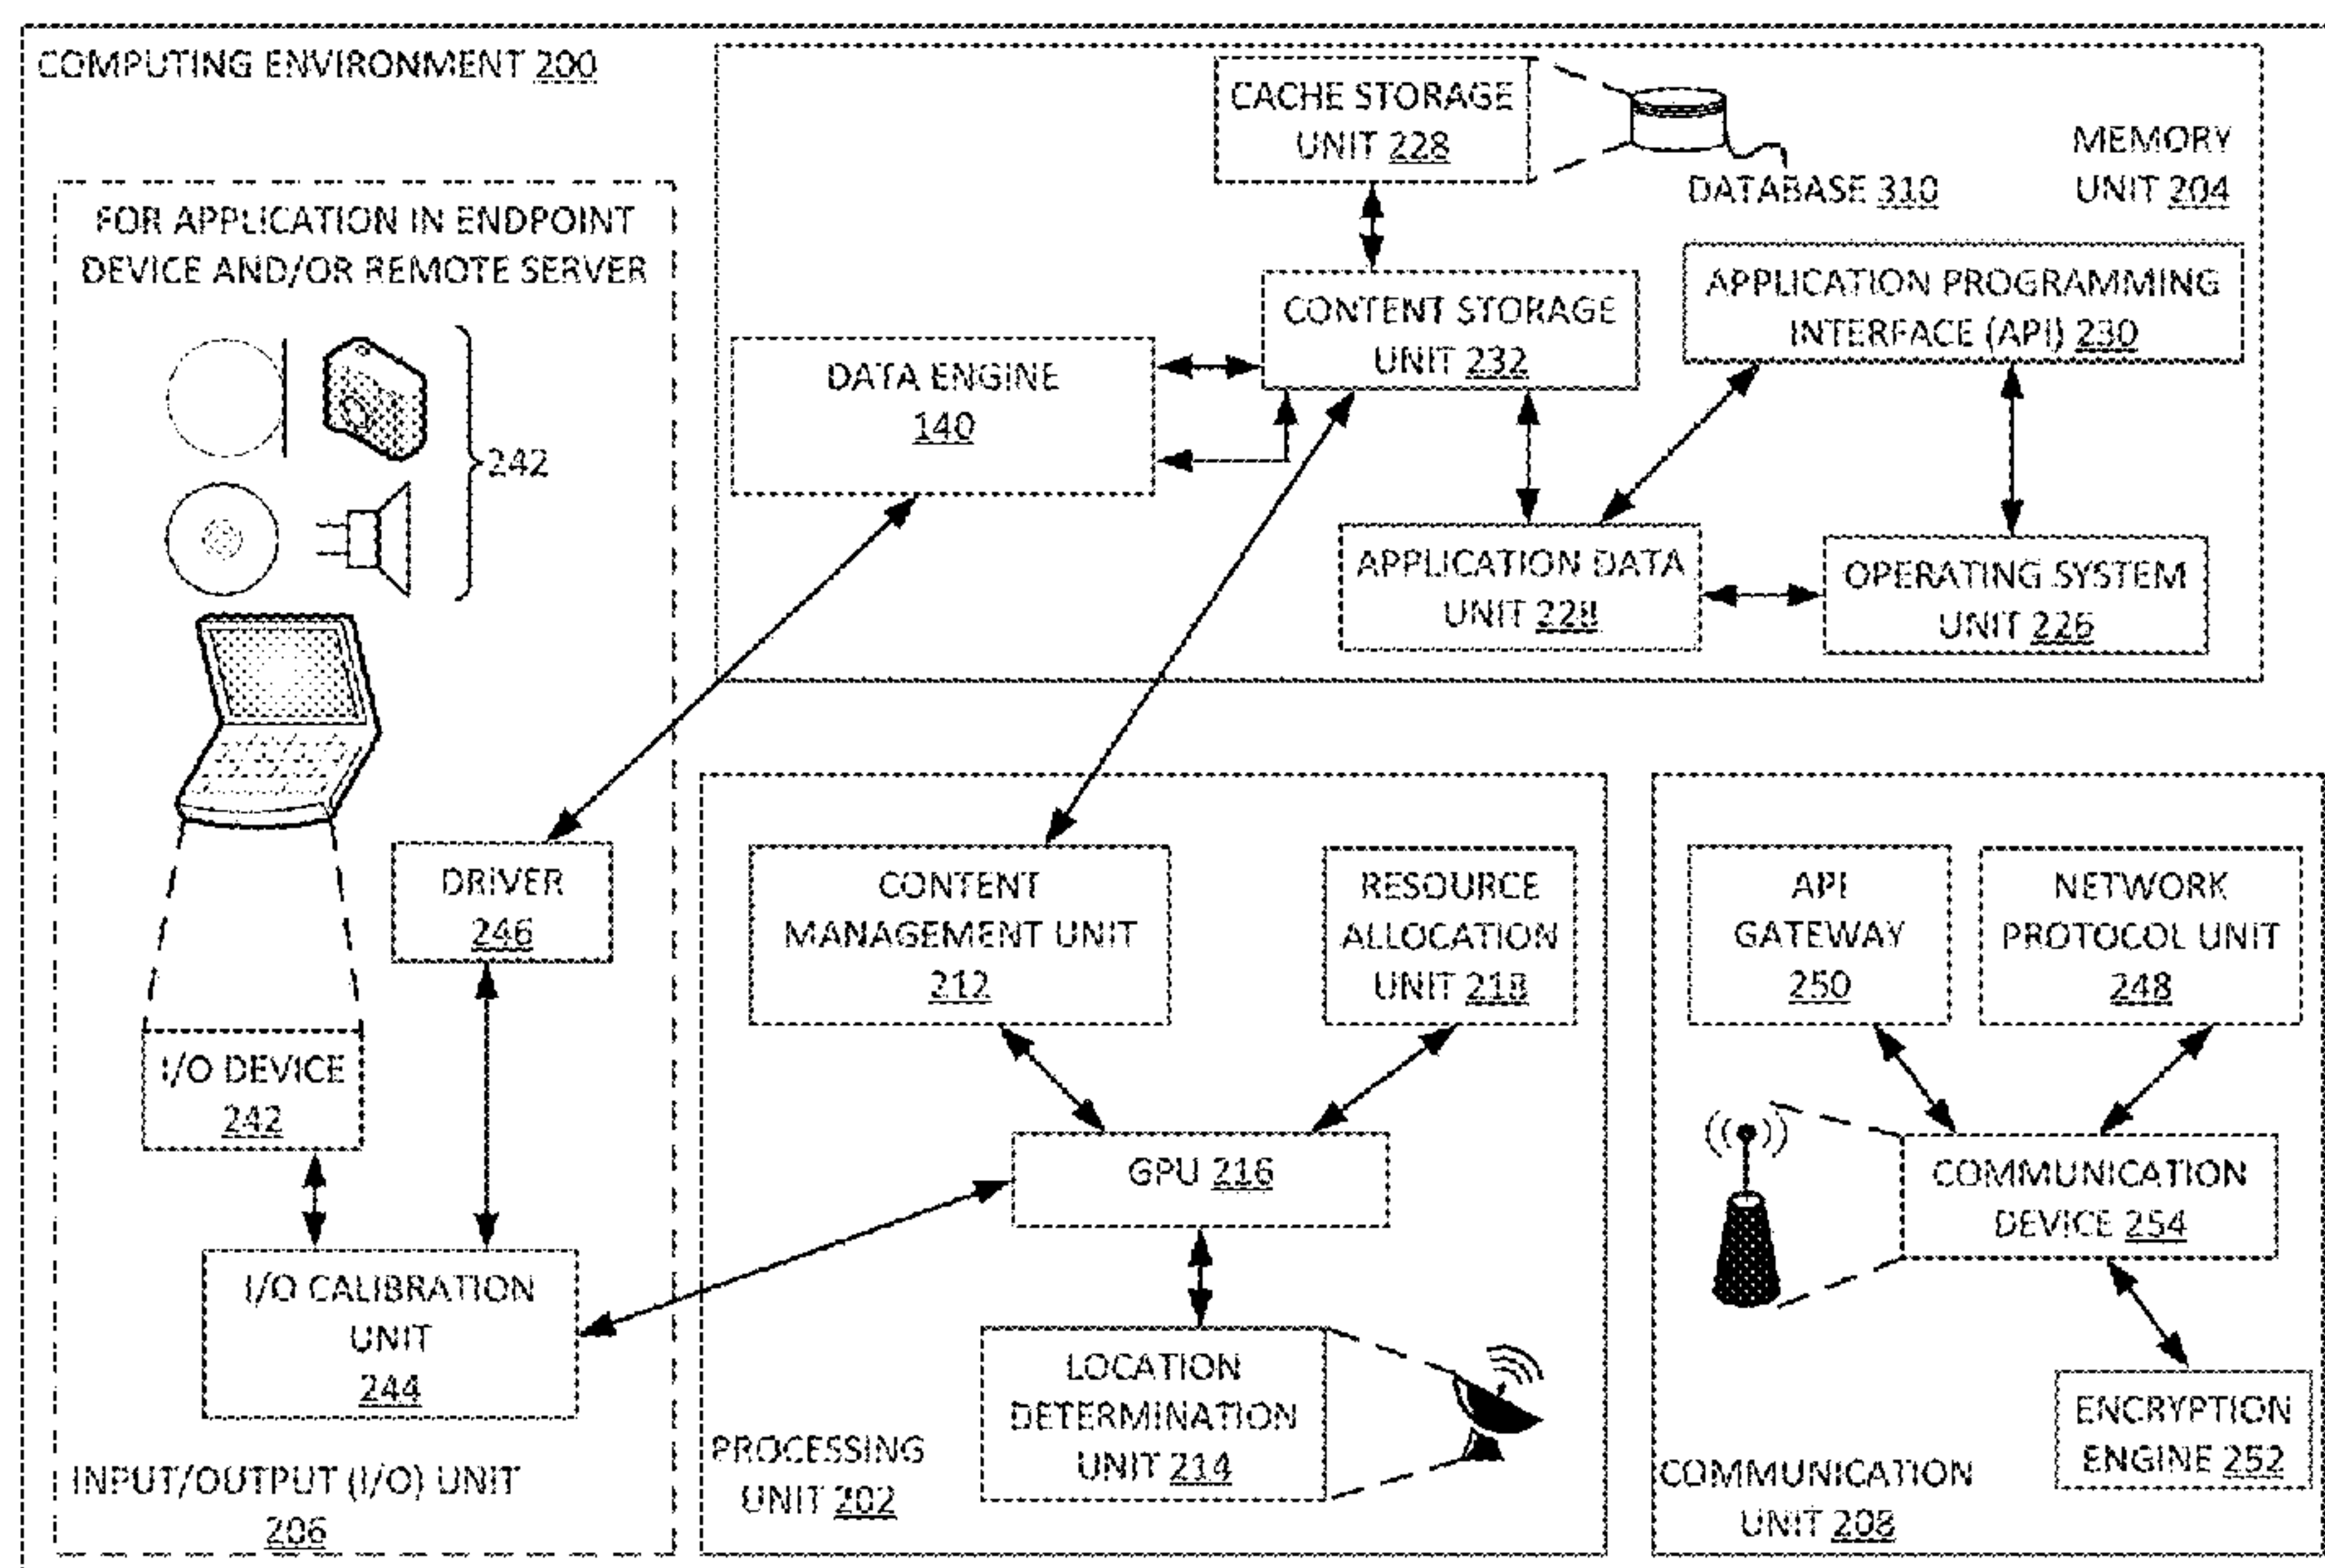 COMPUTING ENVIRONMENT 200
FOR APPLICATION IN ENDPOINT
DEVICE AND/OR REMOTE SERVER
242
I/O DEVICE
242
DRIVER
246
I/O CALIBRATION
UNIT
244
INPUT/OUTPUT (I/O) UNIT
206
CACHE STORAGE
UNIT 228
DATABASE 310
MEMORY
UNIT 204
DATA ENGINE
140
CONTENT STORAGE
UNIT 232
APPLICATION PROGRAMMING
INTERFACE (API) 230
APPLICATION DATA
UNIT 228
OPERATING SYSTEM
UNIT 226
CONTENT
MANAGEMENT UNIT
212
RESOURCE
ALLOCATION
UNIT 218
GPU 216
LOCATION
DETERMINATION
UNIT 214
PROCESSING
UNIT 202
API
GATEWAY
250
NETWORK
PROTOCOL UNIT
248
COMMUNICATION
DEVICE 254
ENCRYPTION
ENGINE 252
COMMUNICATION
UNIT 208